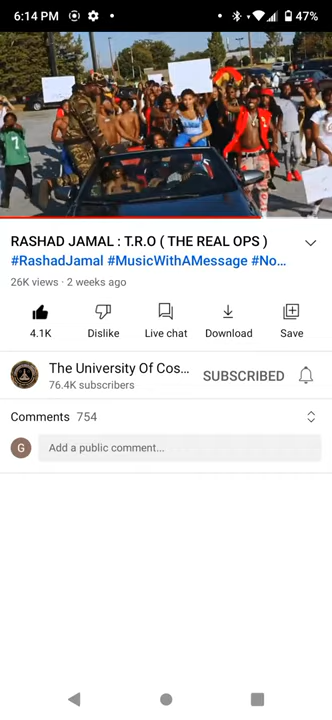 6:14 PM
47%
7
RASHAD JAMAL : T.R.O ( THE REAL OPS )
#RashadJamal #MusicWithAMessage #No...
26K views · 2 weeks ago
4.1K
Dislike
Live chat
Download
Save
The University Of Cos...
76.4K subscribers
SUBSCRIBED
Comments 754
G
Add a public comment...